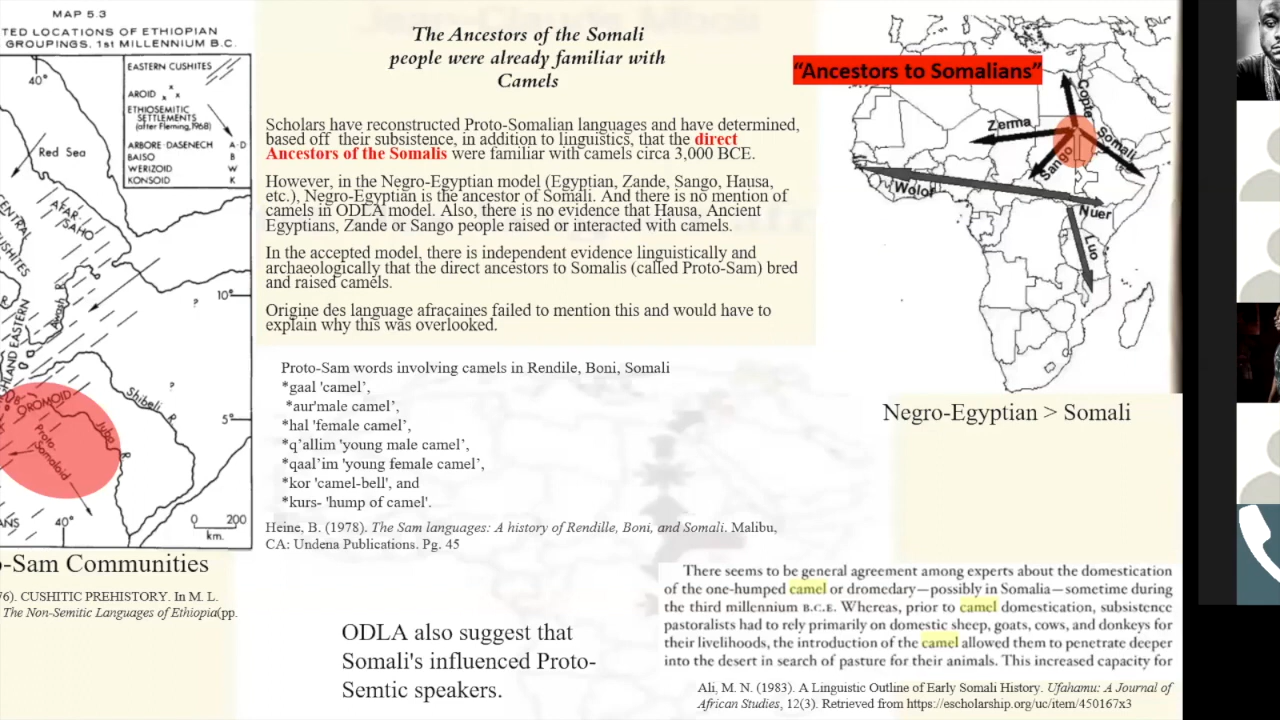 MAP 5.3
TED LOCATIONS OF ETHIOPIAN
GROUPINGS. 1st MILLENNIUM B.C.
40°
EASTERN CUSHITES
AROID
ETHIOSEMITIC
SETTLEMENTS
(after Fleming, 1968)
ARBORE-DASENECH A-D
BAISO B
WERIZOID W
KONSOID K
Red Sea
AFAR-
SAHO
CENTRAL
CUSHITES
10°
?
Awash R.
HLAND EASTERN
?
Shibeli R.
OROMOID
5°
Juba
R
Proto
Somaloid
ANS
40°
0 200
km.
o-Sam Communities
76). CUSHITIC PREHISTORY. In M. L.
The Non-Semitic Languages of Ethiopia(pp.
The Ancestors of the Somali
people were already familiar with
Camels
Scholars have reconstructed Proto-Somalian languages and have determined,
based off their subsistence, in addition to linguistics, that the direct
Ancestors of the Somalis were familiar with camels circa 3,000 BCE.
However, in the Negro-Egyptian model (Egyptian, Zande, Sango, Hausa,
etc.), Negro-Egyptian is the ancestor of Somali. And there is no mention of
camels in ODLA model. Also, there is no evidence that Hausa, Ancient
Egyptians, Zande or Sango people raised or interacted with camels.
In the accepted model, there is independent evidence linguistically and
archaeologically that the direct ancestors to Somalis (called Proto-Sam) bred
and raised camels.
Origine des language afracaines failed to mention this and would have to
explain why this was overlooked.
Proto-Sam words involving camels in Rendile, Boni, Somali
*gaal 'camel’,
*aur'male camel’,
*hal 'female camel’,
*q’allim 'young male camel’,
*qaal’im 'young female camel’,
*kor 'camel-bell', and
*kurs- 'hump of camel'.
Heine, B. (1978). The Sam languages: A history of Rendille, Boni, and Somali. Malibu,
CA: Undena Publications. Pg. 45
ODLA also suggest that
Somali's influenced Proto-
Semtic speakers.
“Ancestors to Somalians”
Copte
Zerma
Somali
Sango
Wolof
Nuer
Luo
Negro-Egyptian > Somali
There seems to be general agreement among experts about the domestication
of the one-humped camel or dromedary—possibly in Somalia—sometime during
the third millennium B.C.E. Whereas, prior to camel domestication, subsistence
pastoralists had to rely primarily on domestic sheep, goats, cows, and donkeys for
their livelihoods, the introduction of the camel allowed them to penetrate deeper
into the desert in search of pasture for their animals. This increased capacity for
Ali, M. N. (1983). A Linguistic Outline of Early Somali History. Ufahamu: A Journal of
African Studies, 12(3). Retrieved from https://escholarship.org/uc/item/450167x3